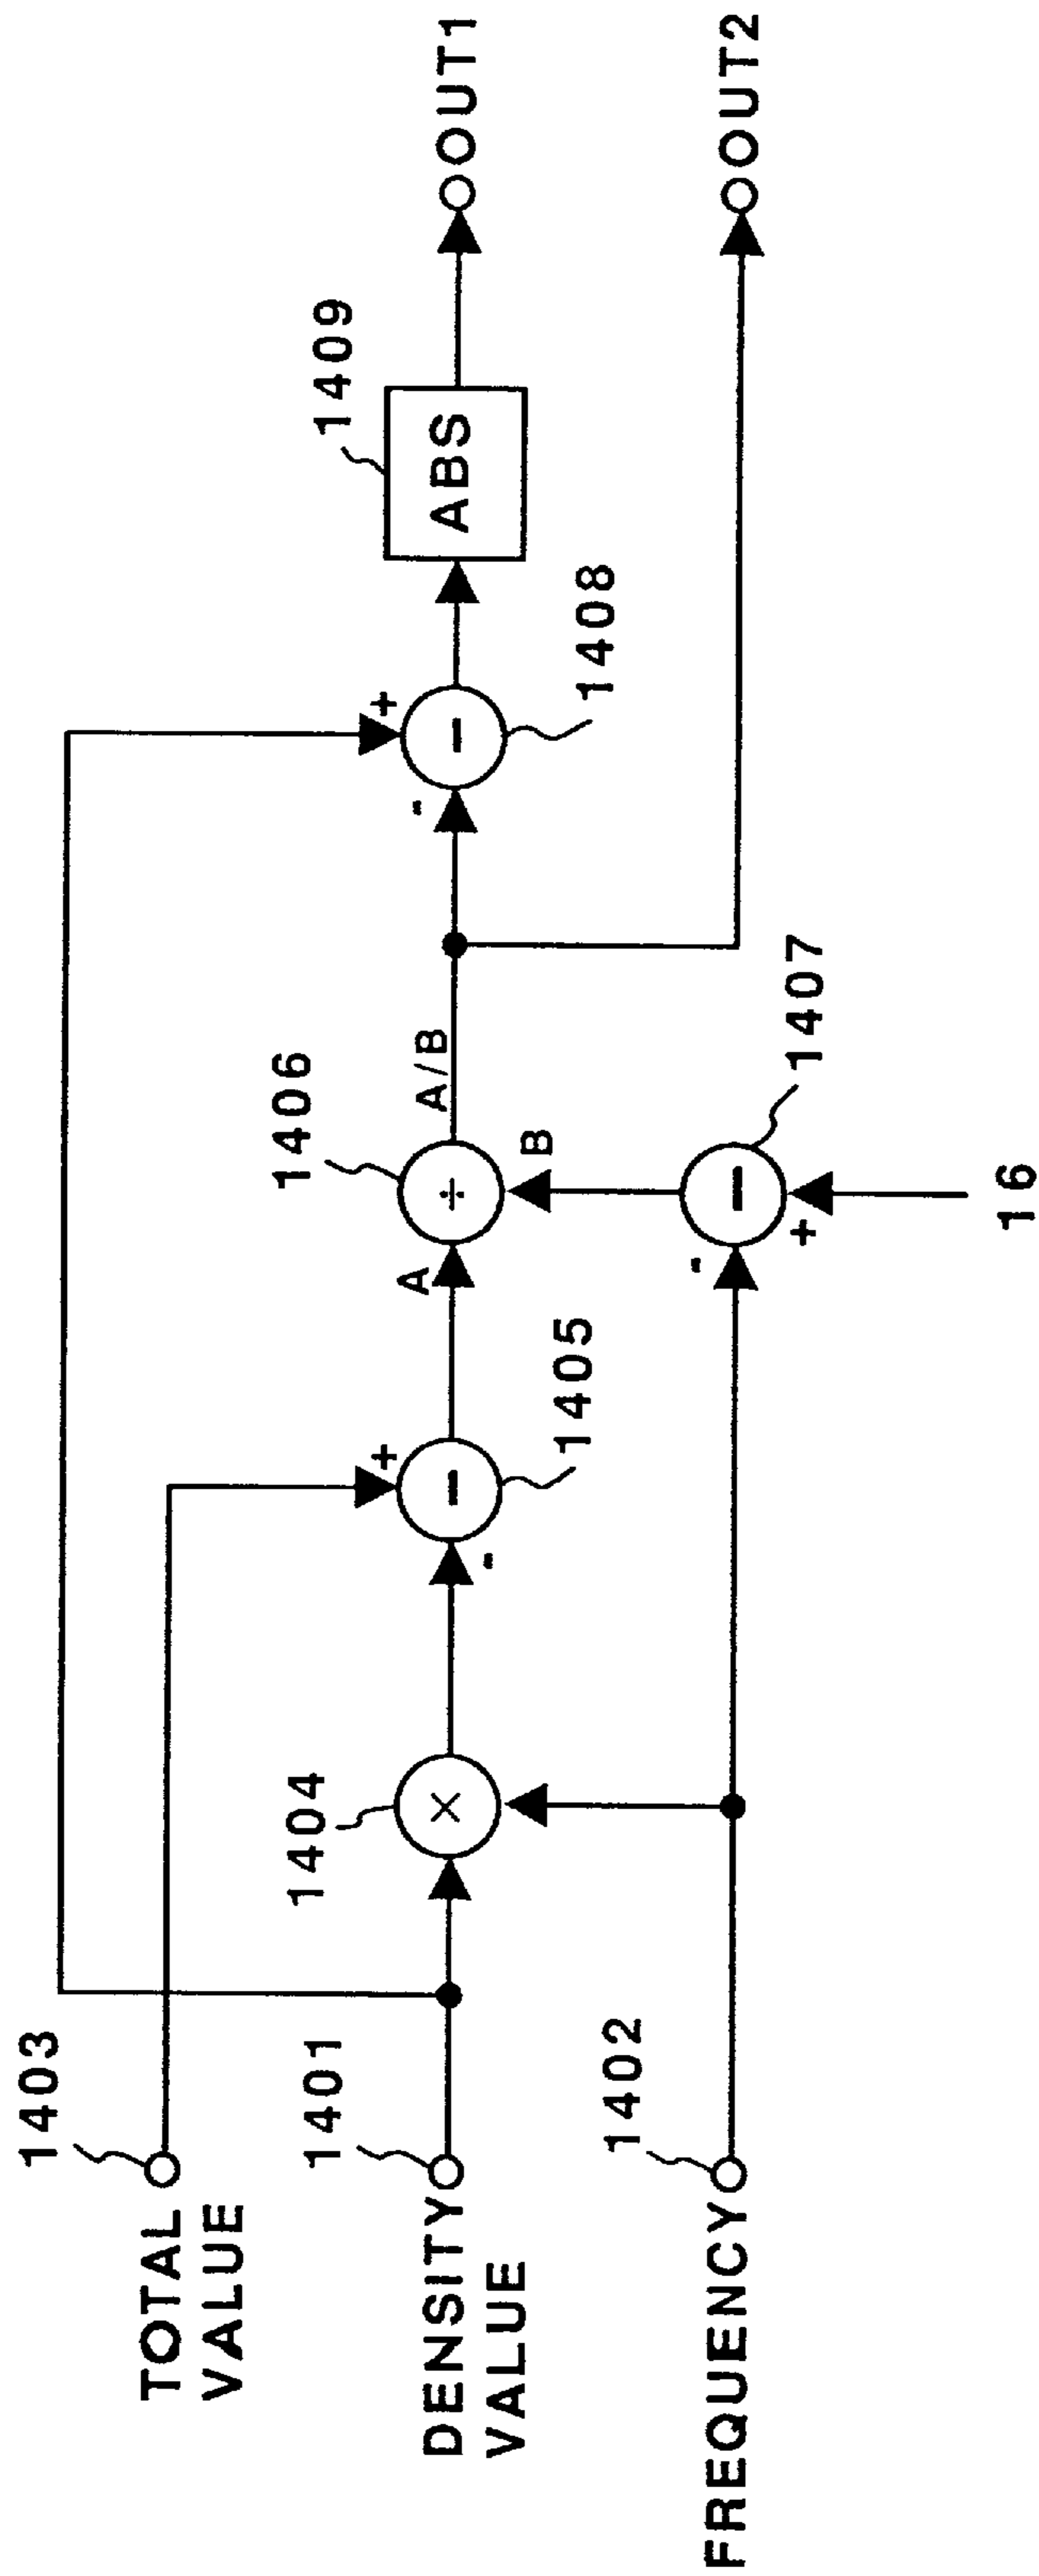 1403
TOTAL
VALUE
1401
DENSITY
VALUE
1402
FREQUENCY
1404
×
+
-
−
1405
A
1406
÷
A/B
B
-
+
−
1407
16
+
-
−
1408
1409
ABS
OUT1
OUT2